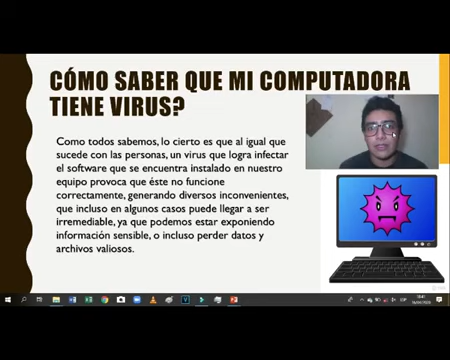 CÓMO SABER QUE MI COMPUTADORA
TIENE VIRUS?
Como todos sabemos, lo cierto es que al igual que
sucede con las personas, un virus que logra infectar
el software que se encuentra instalado en nuestro
equipo provoca que éste no funcione
correctamente, generando diversos inconvenientes,
que incluso en algunos casos puede llegar a ser
irremediable, ya que podemos estar exponiendo
información sensible, o incluso perder datos y
archivos valiosos.